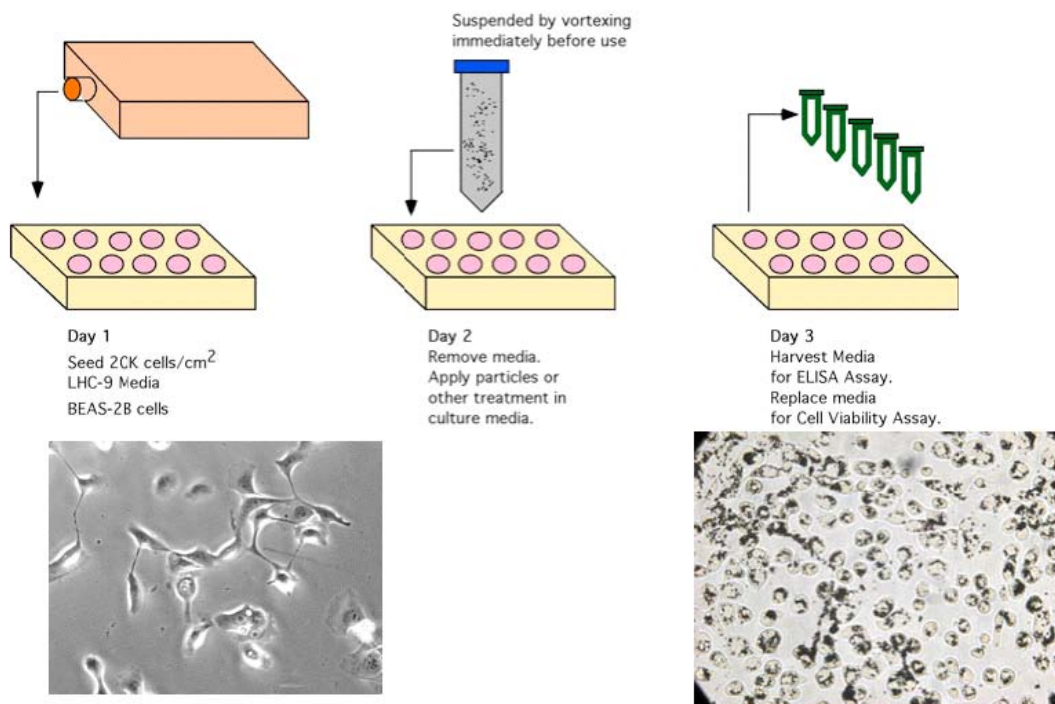 Suspended by vortexing
immediately before use
Day 1
Seed 20K cells/cm2
LHC-9 Media
BEAS-2B cells
Day 2
Remove media.
Apply particles or
other treatment in
culture media.
Day 3
Harvest Media
for ELISA Assay.
Replace media
for Cell Viability Assay.